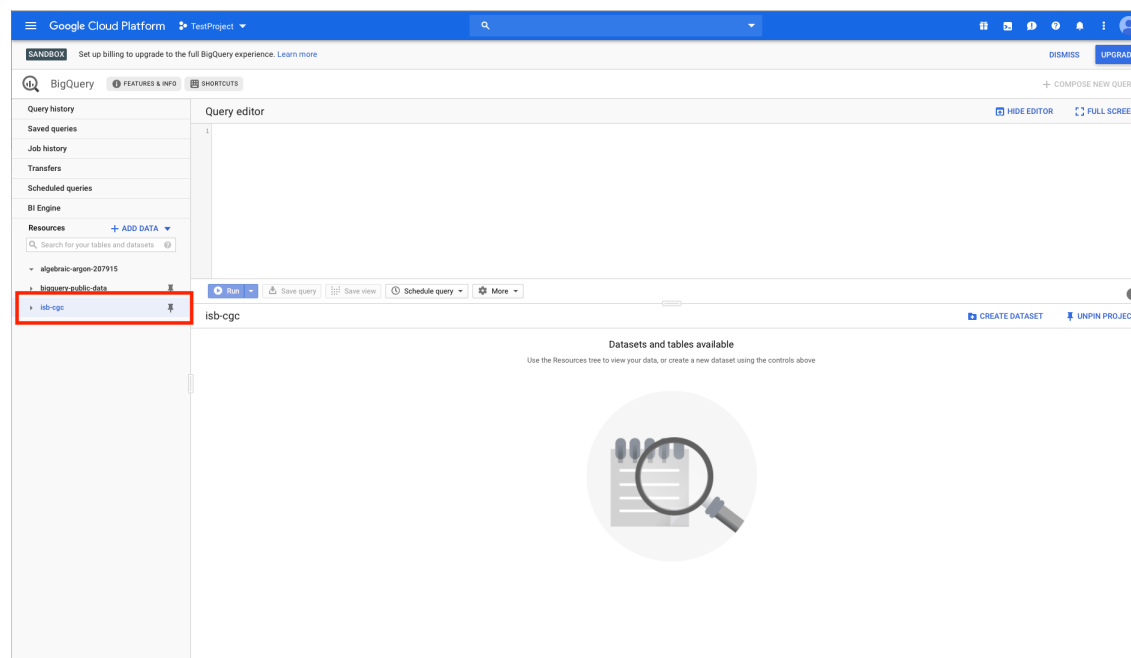 Google Cloud Platform TestProject
SANDBOX Set up billing to upgrade to the full BigQuery experience. Learn more DISMISS UPGRAD
BigQuery FEATURES & INFO SHORTCUTS + COMPOSE NEW QUER
Query history
Saved queries
Job history
Transfers
Scheduled queries
BI Engine
Resources + ADD DATA
Search for your tables and datasets
algebraic-argon-207915
bigquery-public-data
isb-cgc
Query editor HIDE EDITOR FULL SCREE
1
Run Save query Save view Schedule query More
isb-cgc CREATE DATASET UNPIN PROJEC
Datasets and tables available
Use the Resources tree to view your data, or create a new dataset using the controls above